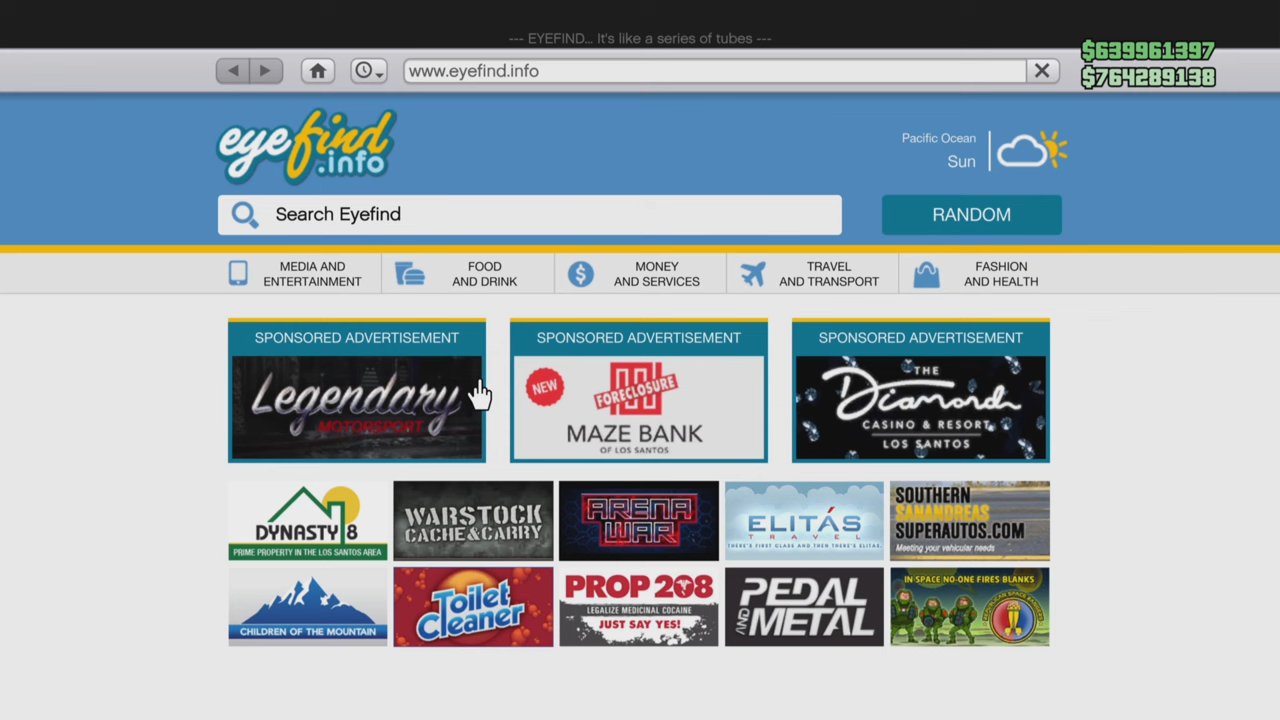 --- EYEFIND... It's like a series of tubes ---
$639961397
$764289138
www.eyefind.info
eyefind
.info
Pacific Ocean
Sun
Search Eyefind
RANDOM
MEDIA AND
ENTERTAINMENT
FOOD
AND DRINK
MONEY
AND SERVICES
TRAVEL
AND TRANSPORT
FASHION
AND HEALTH
SPONSORED ADVERTISEMENT
Legendary
MOTORSPORT
SPONSORED ADVERTISEMENT
NEW
FORECLOSURE
MAZE BANK
OF LOS SANTOS
SPONSORED ADVERTISEMENT
THE
Diamond
CASINO & RESORT
LOS SANTOS
DYNASTY 8
PRIME PROPERTY IN THE LOS SANTOS AREA
WARSTOCK
CACHE & CARRY
ARENA
WAR
ELITÁS
TRAVEL
THERE'S FIRST CLASS AND THEN THERE'S ELITAS
SOUTHERN
SANANDREAS
SUPERAUTOS.COM
Meeting your vehicular needs
CHILDREN OF THE MOUNTAIN
Toilet
Cleaner
PROP 208
LEGALIZE MEDICINAL COCAINE
JUST SAY YES!
PEDAL
AND METAL
IN SPACE NO-ONE FIRES BLANKS